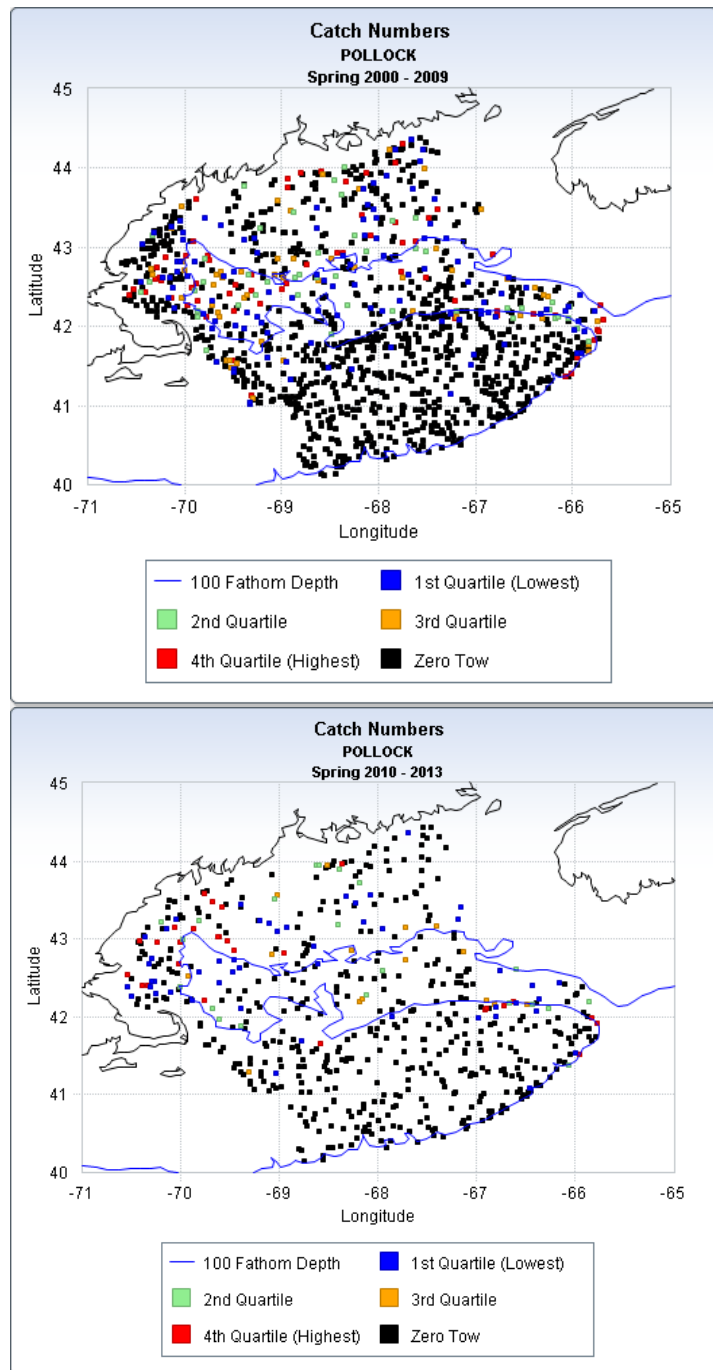 Catch Numbers
POLLOCK
Spring 2000 - 2009
45
44
43
42
41
40
Latitude
-71 -70 -69 -68 -67 -66 -65
Longitude
100 Fathom Depth 1st Quartile (Lowest)
2nd Quartile 3rd Quartile
4th Quartile (Highest) Zero Tow
Catch Numbers
POLLOCK
Spring 2010 - 2013
45
44
43
42
41
40
Latitude
-71 -70 -69 -68 -67 -66 -65
Longitude
100 Fathom Depth 1st Quartile (Lowest)
2nd Quartile 3rd Quartile
4th Quartile (Highest) Zero Tow